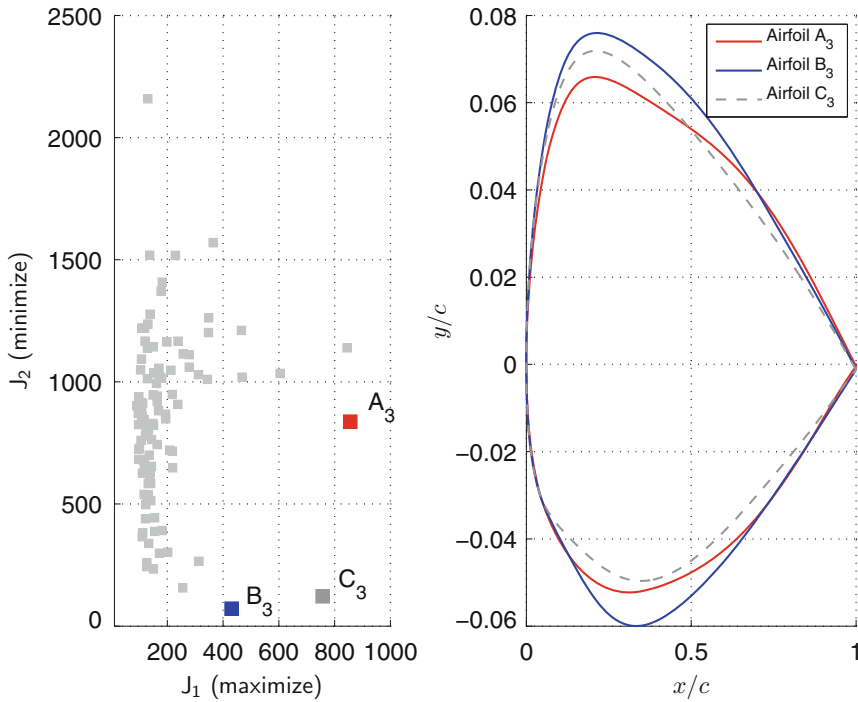 2500
2000
1500
1000
500
0
J₂ (minimize)
200
400
600
800
1000
J₁ (maximize)
A₃
B₃
C₃
0.08
0.06
0.04
0.02
0
−0.02
−0.04
−0.06
y/c
0
0.5
1
x/c
Airfoil A₃
Airfoil B₃
Airfoil C₃